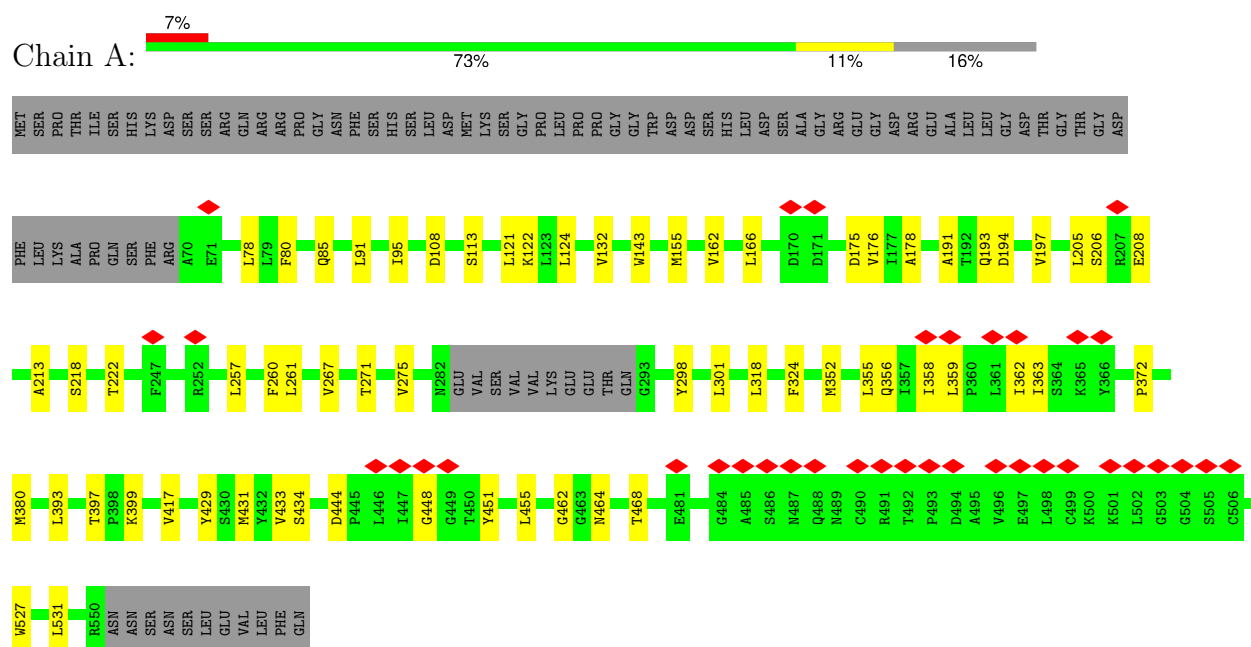 7%
Chain A:
73% 11% 16%
MET SER PRO THR ILE SER HIS LYS ASP SER SER ARG GLN ARG ARG PRO GLY ASN PHE SER HIS SER LEU ASP MET LYS SER GLY PRO LEU PRO PRO GLY GLY TRP ASP ASP SER HIS LEU ASP SER ALA GLY ARG GLU GLY ASP ARG GLU ALA LEU LEU GLY ASP THR GLY THR GLY ASP
PHE LEU LYS ALA PRO GLN SER PHE ARG A70 E71 L78 L79 F80 Q85 L91 I95 D108 S113 L121 K122 L123 L124 V132 W143 M155 V162 L166 D170 D171 D175 V176 I177 A178 A191 T192 Q193 D194 V197 L205 S206 R207 E208
A213 S218 T222 F247 R252 L257 F260 L261 V267 T271 V275 N282 GLU VAL SER VAL VAL LYS GLU GLU THR GLN G293 Y298 L301 L318 F324 M352 L355 Q356 I357 I358 L359 P360 L361 I362 I363 S364 K365 Y366 P372
M380 L393 T397 P398 K399 V417 Y429 S430 M431 Y432 V433 S434 D444 P445 L446 I447 G448 G449 T450 Y451 L455 G462 G463 N464 T468 E481 G484 A485 S486 N487 Q488 N489 C490 R491 T492 P493 D494 A495 V496 E497 L498 C499 K500 K501 L502 G503 G504 S505 C506
W527 L531 R550 ASN ASN SER ASN SER LEU GLU VAL LEU PHE GLN